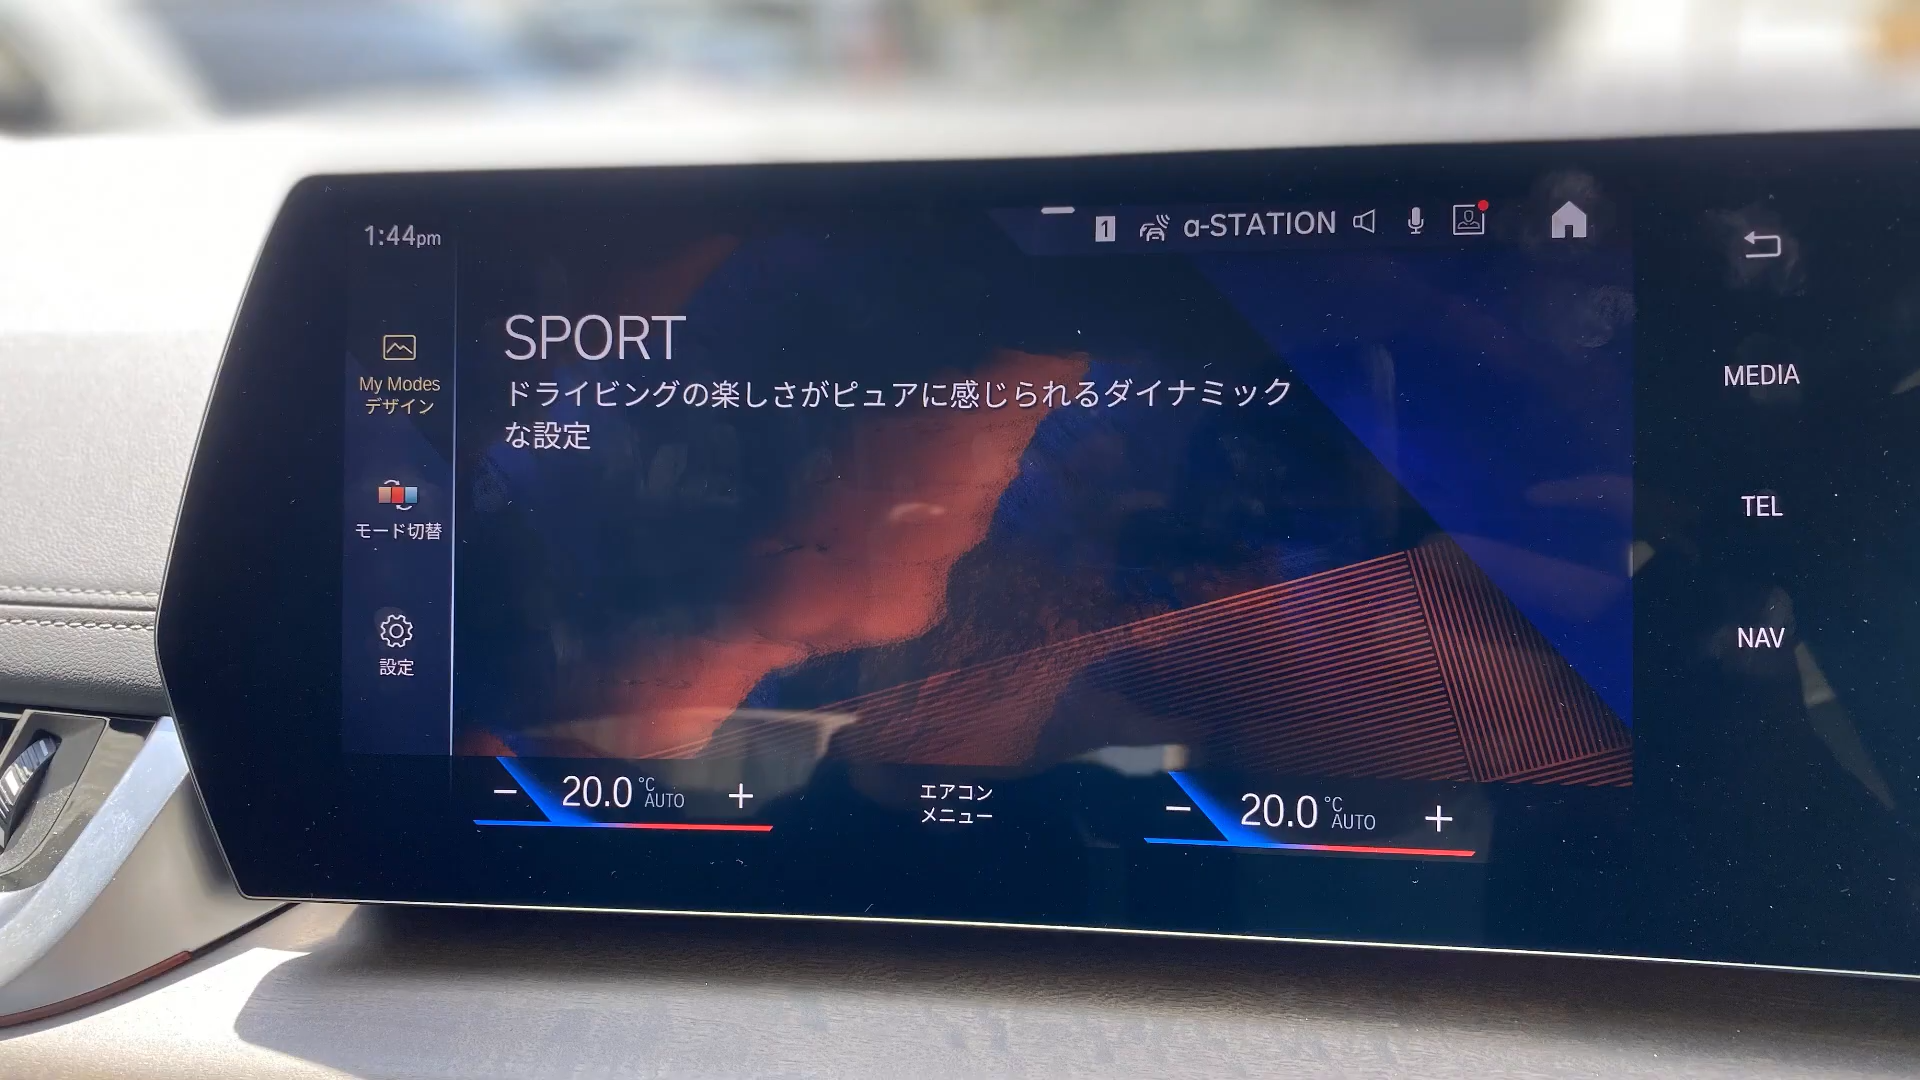 1:44pm
1
α-STATION
My Modes
デザイン
モード切替
設定
SPORT
ドライビングの楽しさがピュアに感じられるダイナミック
な設定
MEDIA
TEL
NAV
− 20.0 °C AUTO +
エアコン
メニュー
− 20.0 °C AUTO +